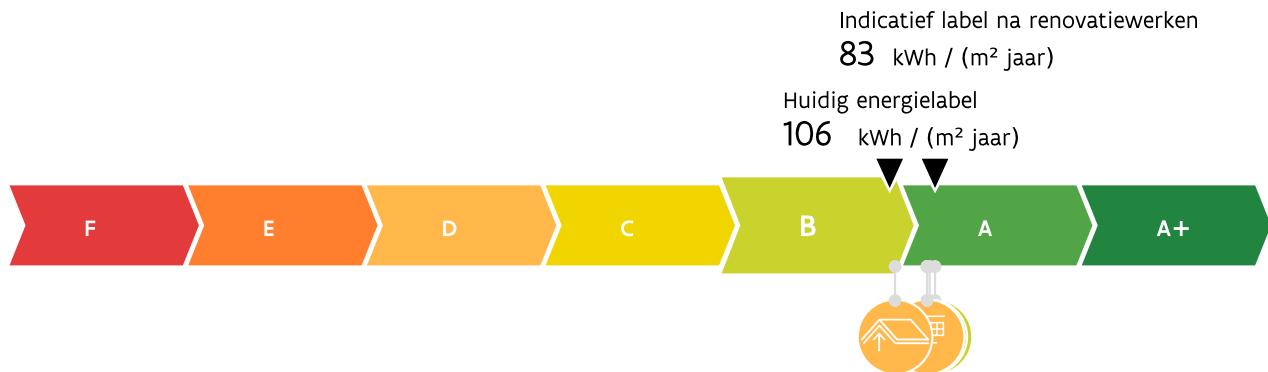 Indicatief label na renovatiewerken
83 kWh / (m² jaar)
Huidig energielabel
106 kWh / (m² jaar)
F E D C B A A+